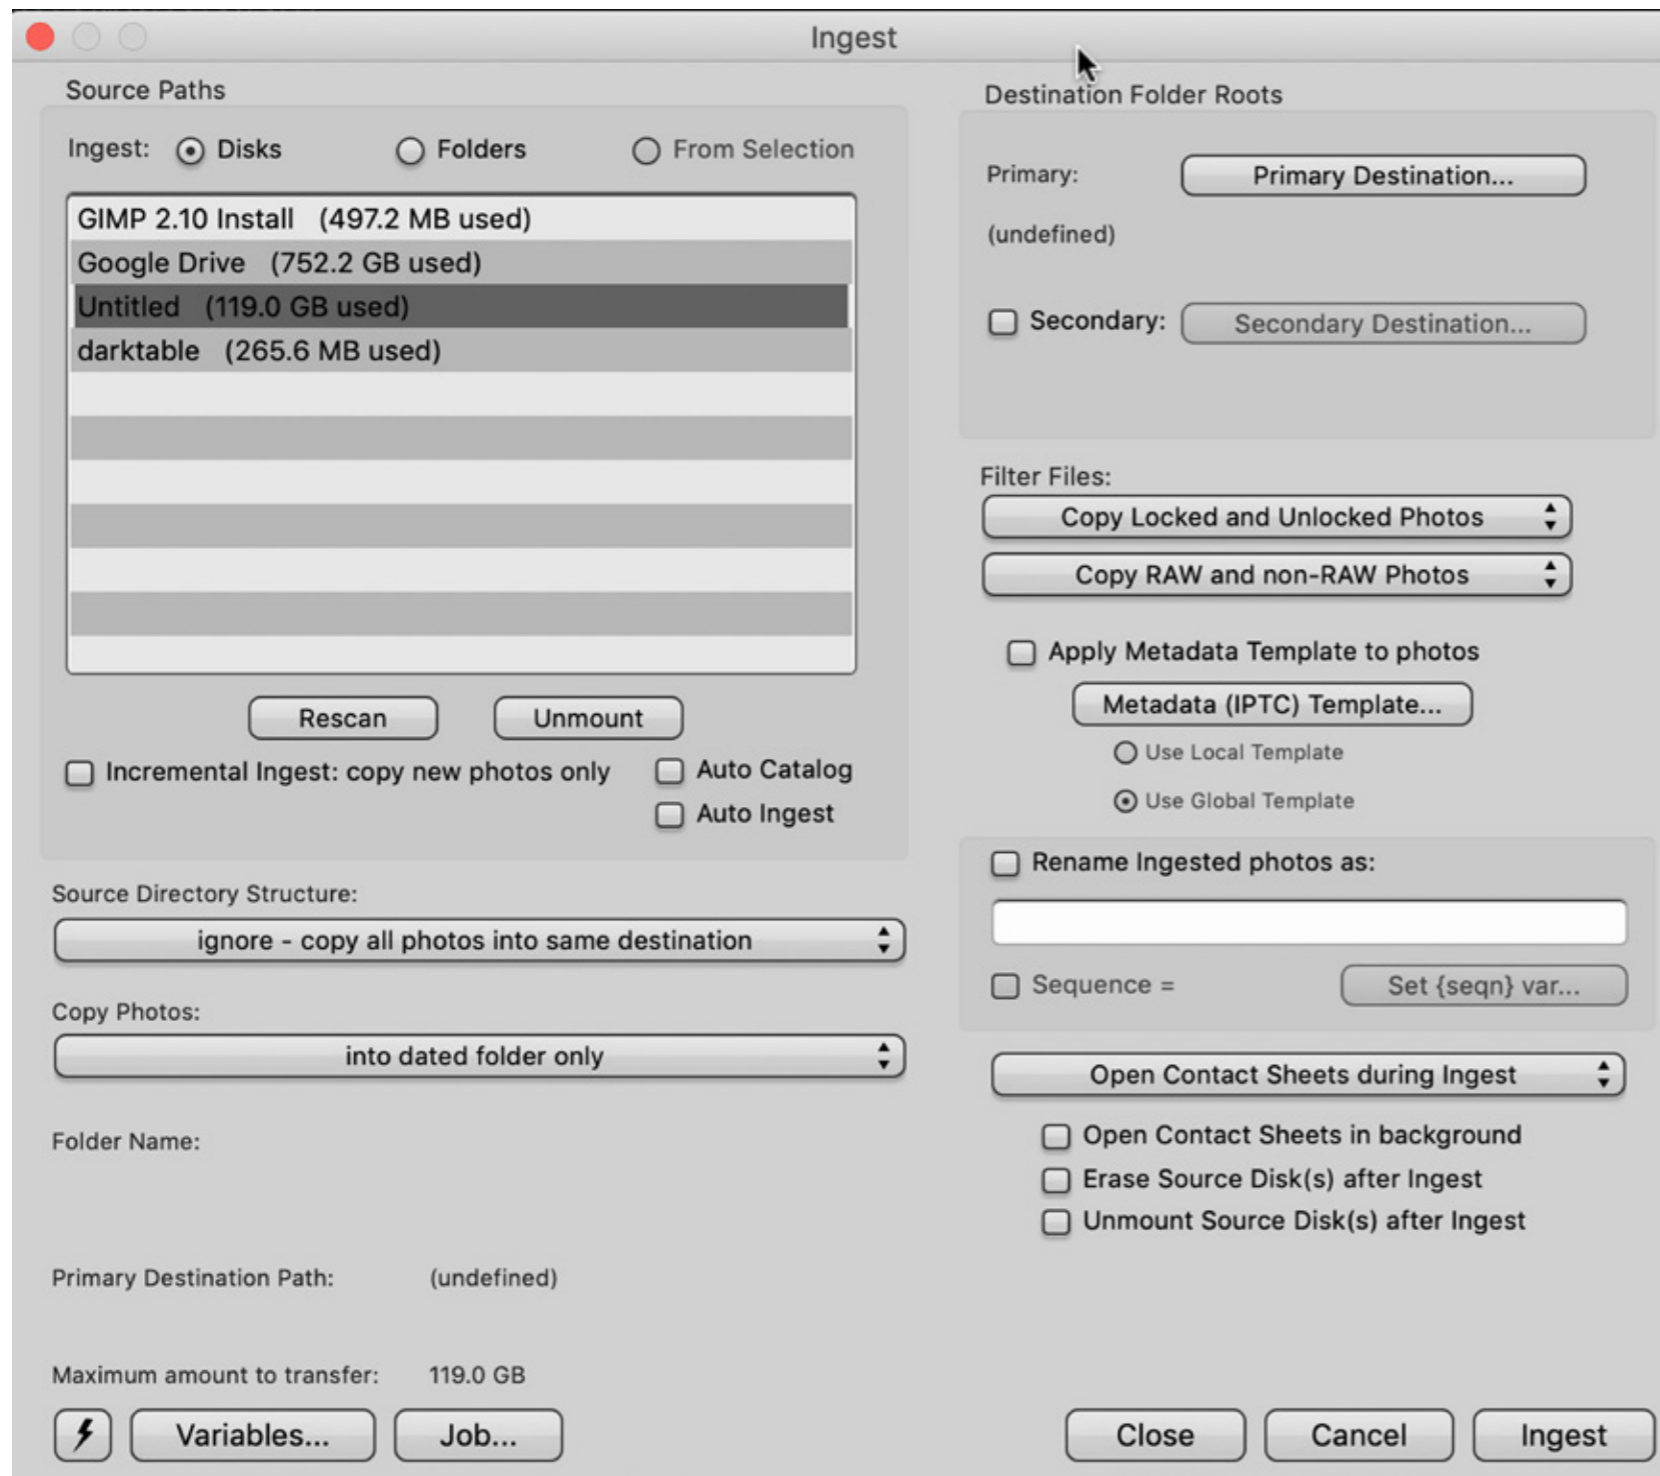 Ingest
Source Paths
Ingest: Disks Folders From Selection
GIMP 2.10 Install (497.2 MB used)
Google Drive (752.2 GB used)
Untitled (119.0 GB used)
darktable (265.6 MB used)
Rescan Unmount
Incremental Ingest: copy new photos only
Auto Catalog
Auto Ingest
Source Directory Structure:
ignore - copy all photos into same destination
Copy Photos:
into dated folder only
Folder Name:
Primary Destination Path: (undefined)
Maximum amount to transfer: 119.0 GB
Variables... Job...
Destination Folder Roots
Primary: Primary Destination...
(undefined)
Secondary: Secondary Destination...
Filter Files:
Copy Locked and Unlocked Photos
Copy RAW and non-RAW Photos
Apply Metadata Template to photos
Metadata (IPTC) Template...
Use Local Template
Use Global Template
Rename Ingested photos as:
Sequence = Set {seqn} var...
Open Contact Sheets during Ingest
Open Contact Sheets in background
Erase Source Disk(s) after Ingest
Unmount Source Disk(s) after Ingest
Close Cancel Ingest